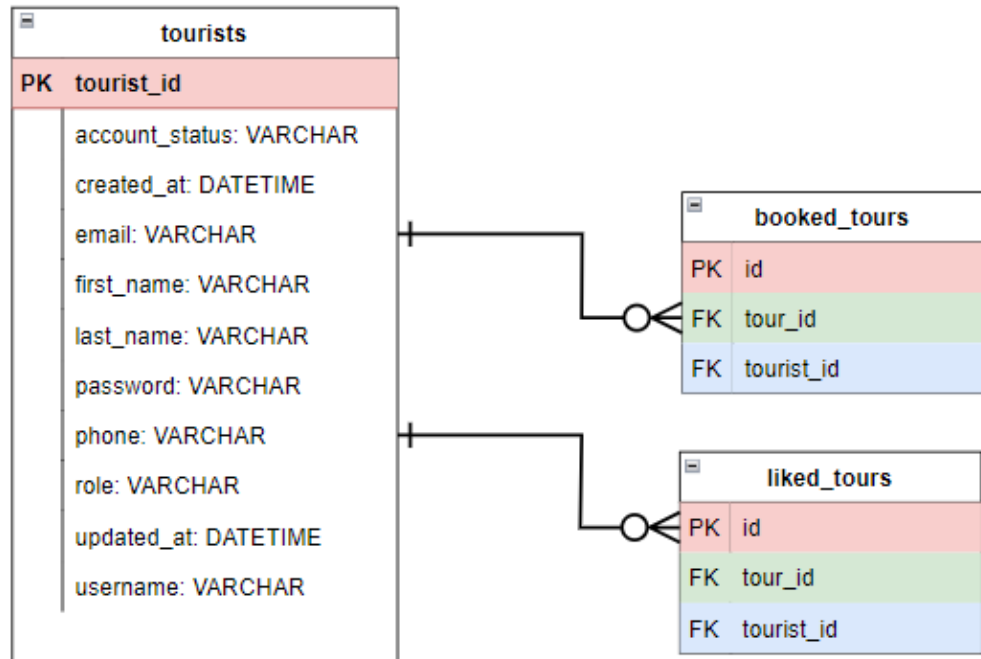 tourists
PK tourist_id
account_status: VARCHAR
created_at: DATETIME
email: VARCHAR
first_name: VARCHAR
last_name: VARCHAR
password: VARCHAR
phone: VARCHAR
role: VARCHAR
updated_at: DATETIME
username: VARCHAR
booked_tours
PK id
FK tour_id
FK tourist_id
liked_tours
PK id
FK tour_id
FK tourist_id